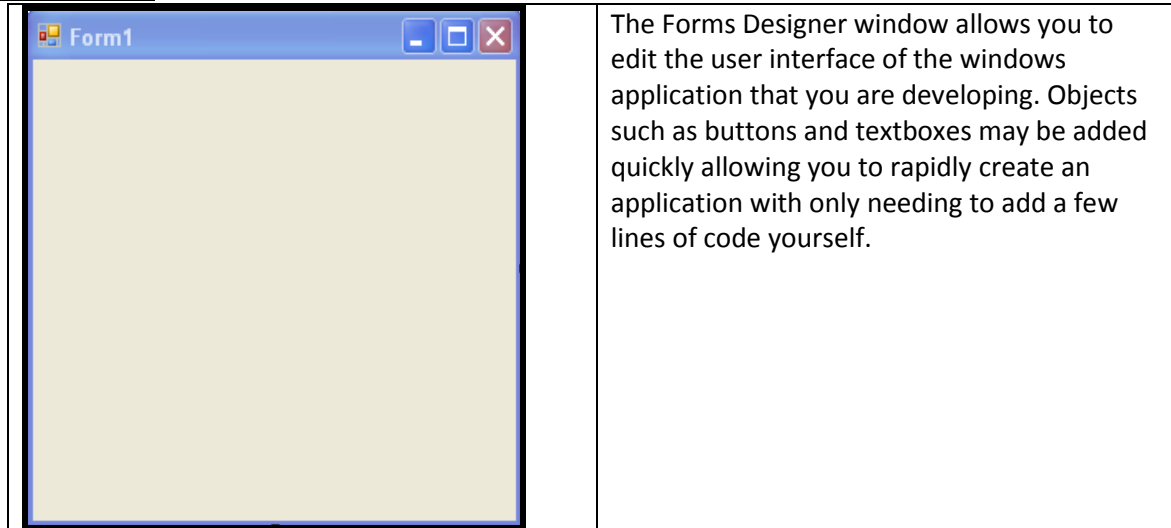 Form1
The Forms Designer window allows you to
edit the user interface of the windows
application that you are developing. Objects
such as buttons and textboxes may be added
quickly allowing you to rapidly create an
application with only needing to add a few
lines of code yourself.